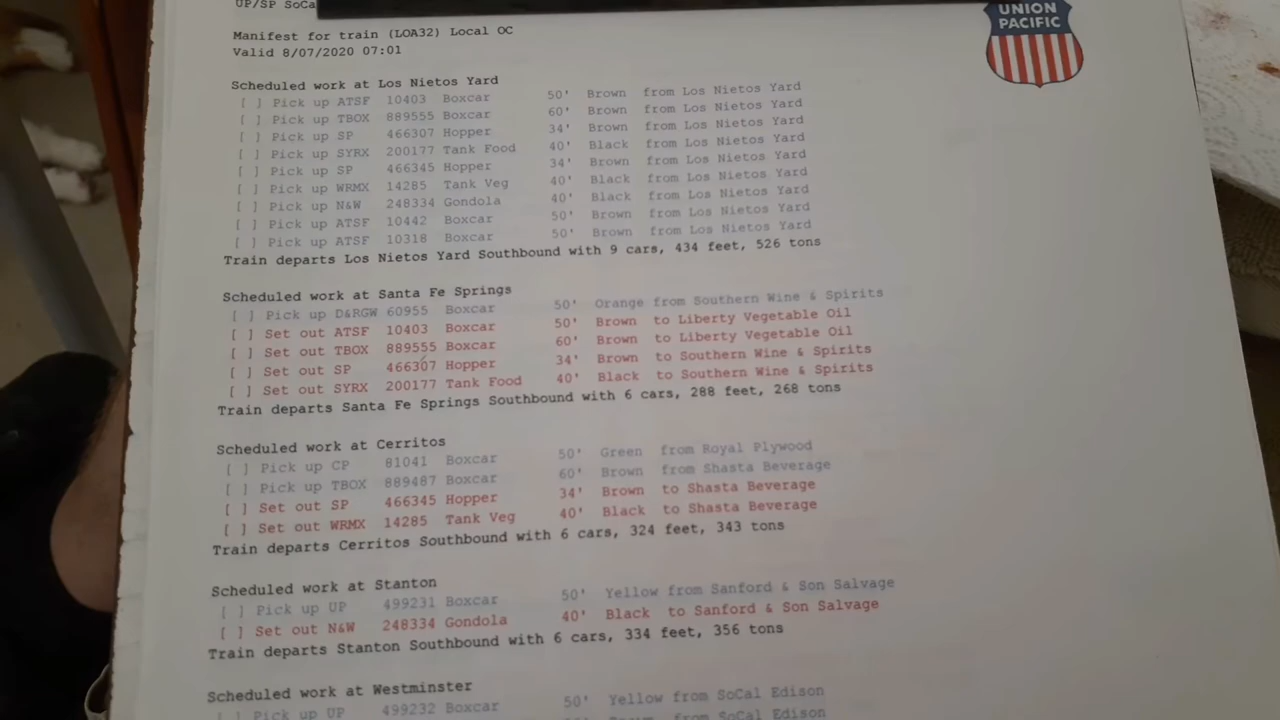 UP/SP SoCa
UNION
PACIFIC
Manifest for train (LOA32) Local OC
Valid 8/07/2020 07:01
Scheduled work at Los Nietos Yard
[ ] Pick up ATSF 10403 Boxcar 50' Brown from Los Nietos Yard
[ ] Pick up TBOX 889555 Boxcar 60' Brown from Los Nietos Yard
[ ] Pick up SP 466307 Hopper 34' Brown from Los Nietos Yard
[ ] Pick up SYRX 200177 Tank Food 40' Black from Los Nietos Yard
[ ] Pick up SP 466345 Hopper 34' Brown from Los Nietos Yard
[ ] Pick up WRMX 14285 Tank Veg 40' Black from Los Nietos Yard
[ ] Pick up N&W 248334 Gondola 40' Black from Los Nietos Yard
[ ] Pick up ATSF 10442 Boxcar 50' Brown from Los Nietos Yard
[ ] Pick up ATSF 10318 Boxcar 50' Brown from Los Nietos Yard
Train departs Los Nietos Yard Southbound with 9 cars, 434 feet, 526 tons
Scheduled work at Santa Fe Springs
[ ] Pick up D&RGW 60955 Boxcar 50' Orange from Southern Wine & Spirits
[ ] Set out ATSF 10403 Boxcar 50' Brown to Liberty Vegetable Oil
[ ] Set out TBOX 889555 Boxcar 60' Brown to Liberty Vegetable Oil
[ ] Set out SP 466307 Hopper 34' Brown to Southern Wine & Spirits
[ ] Set out SYRX 200177 Tank Food 40' Black to Southern Wine & Spirits
Train departs Santa Fe Springs Southbound with 6 cars, 288 feet, 268 tons
Scheduled work at Cerritos
[ ] Pick up CP 81041 Boxcar 50' Green from Royal Plywood
[ ] Pick up TBOX 889487 Boxcar 60' Brown from Shasta Beverage
[ ] Set out SP 466345 Hopper 34' Brown to Shasta Beverage
[ ] Set out WRMX 14285 Tank Veg 40' Black to Shasta Beverage
Train departs Cerritos Southbound with 6 cars, 324 feet, 343 tons
Scheduled work at Stanton
[ ] Pick up UP 499231 Boxcar 50' Yellow from Sanford & Son Salvage
[ ] Set out N&W 248334 Gondola 40' Black to Sanford & Son Salvage
Train departs Stanton Southbound with 6 cars, 334 feet, 356 tons
Scheduled work at Westminster
[ ] Pick up UP 499232 Boxcar 50' Yellow from SoCal Edison
from SoCal Edison